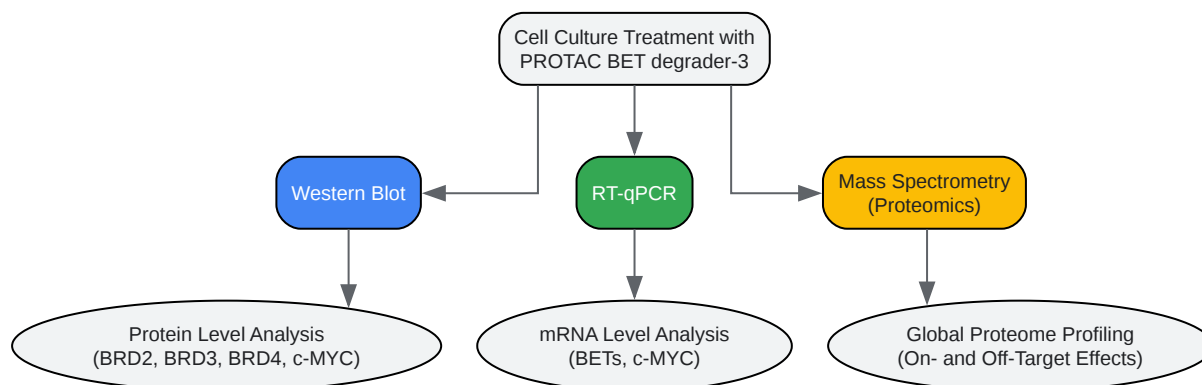 Cell Culture Treatment with
PROTAC BET degrader-3
Western Blot
RT-qPCR
Mass Spectrometry
(Proteomics)
Protein Level Analysis
(BRD2, BRD3, BRD4, c-MYC)
mRNA Level Analysis
(BETs, c-MYC)
Global Proteome Profiling
(On- and Off-Target Effects)